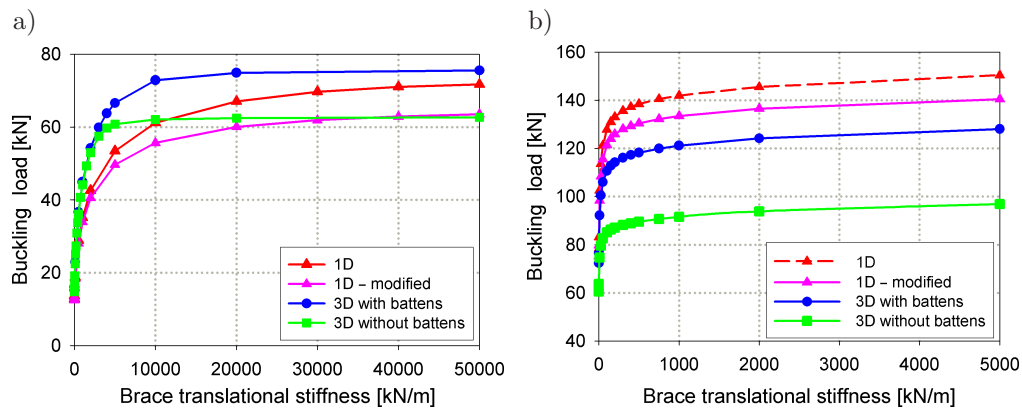 a)
80
60
40
20
0
Buckling load [kN]
0
10000
20000
30000
40000
50000
Brace translational stiffness [kN/m]
1D
1D – modified
3D with battens
3D without battens
b)
160
140
120
100
80
60
40
Buckling load [kN]
0
1000
2000
3000
4000
5000
Brace translational stiffness [kN/m]
1D
1D – modified
3D with battens
3D without battens